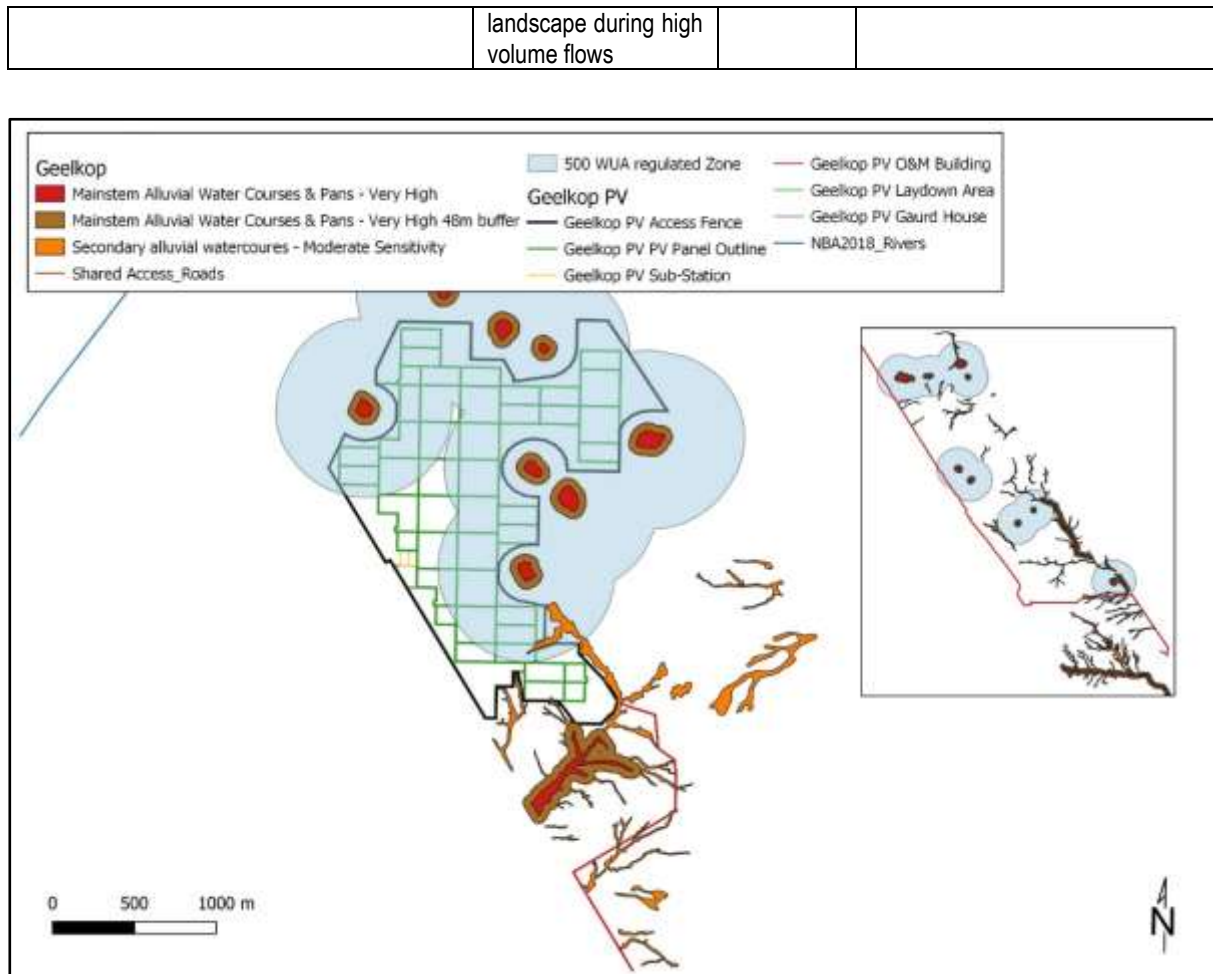 landscape during high
volume flows
Geelkop
Mainstem Alluvial Water Courses & Pans - Very High
Mainstem Alluvial Water Courses & Pans - Very High 48m buffer
Secondary alluvial watercoures - Moderate Sensitivity
Shared Access_Roads
500 WUA regulated Zone
Geelkop PV
Geelkop PV Access Fence
Geelkop PV PV Panel Outline
Geelkop PV Sub-Station
Geelkop PV O&M Building
Geelkop PV Laydown Area
Geelkop PV Gaurd House
NBA2018_Rivers
0 500 1000 m
N